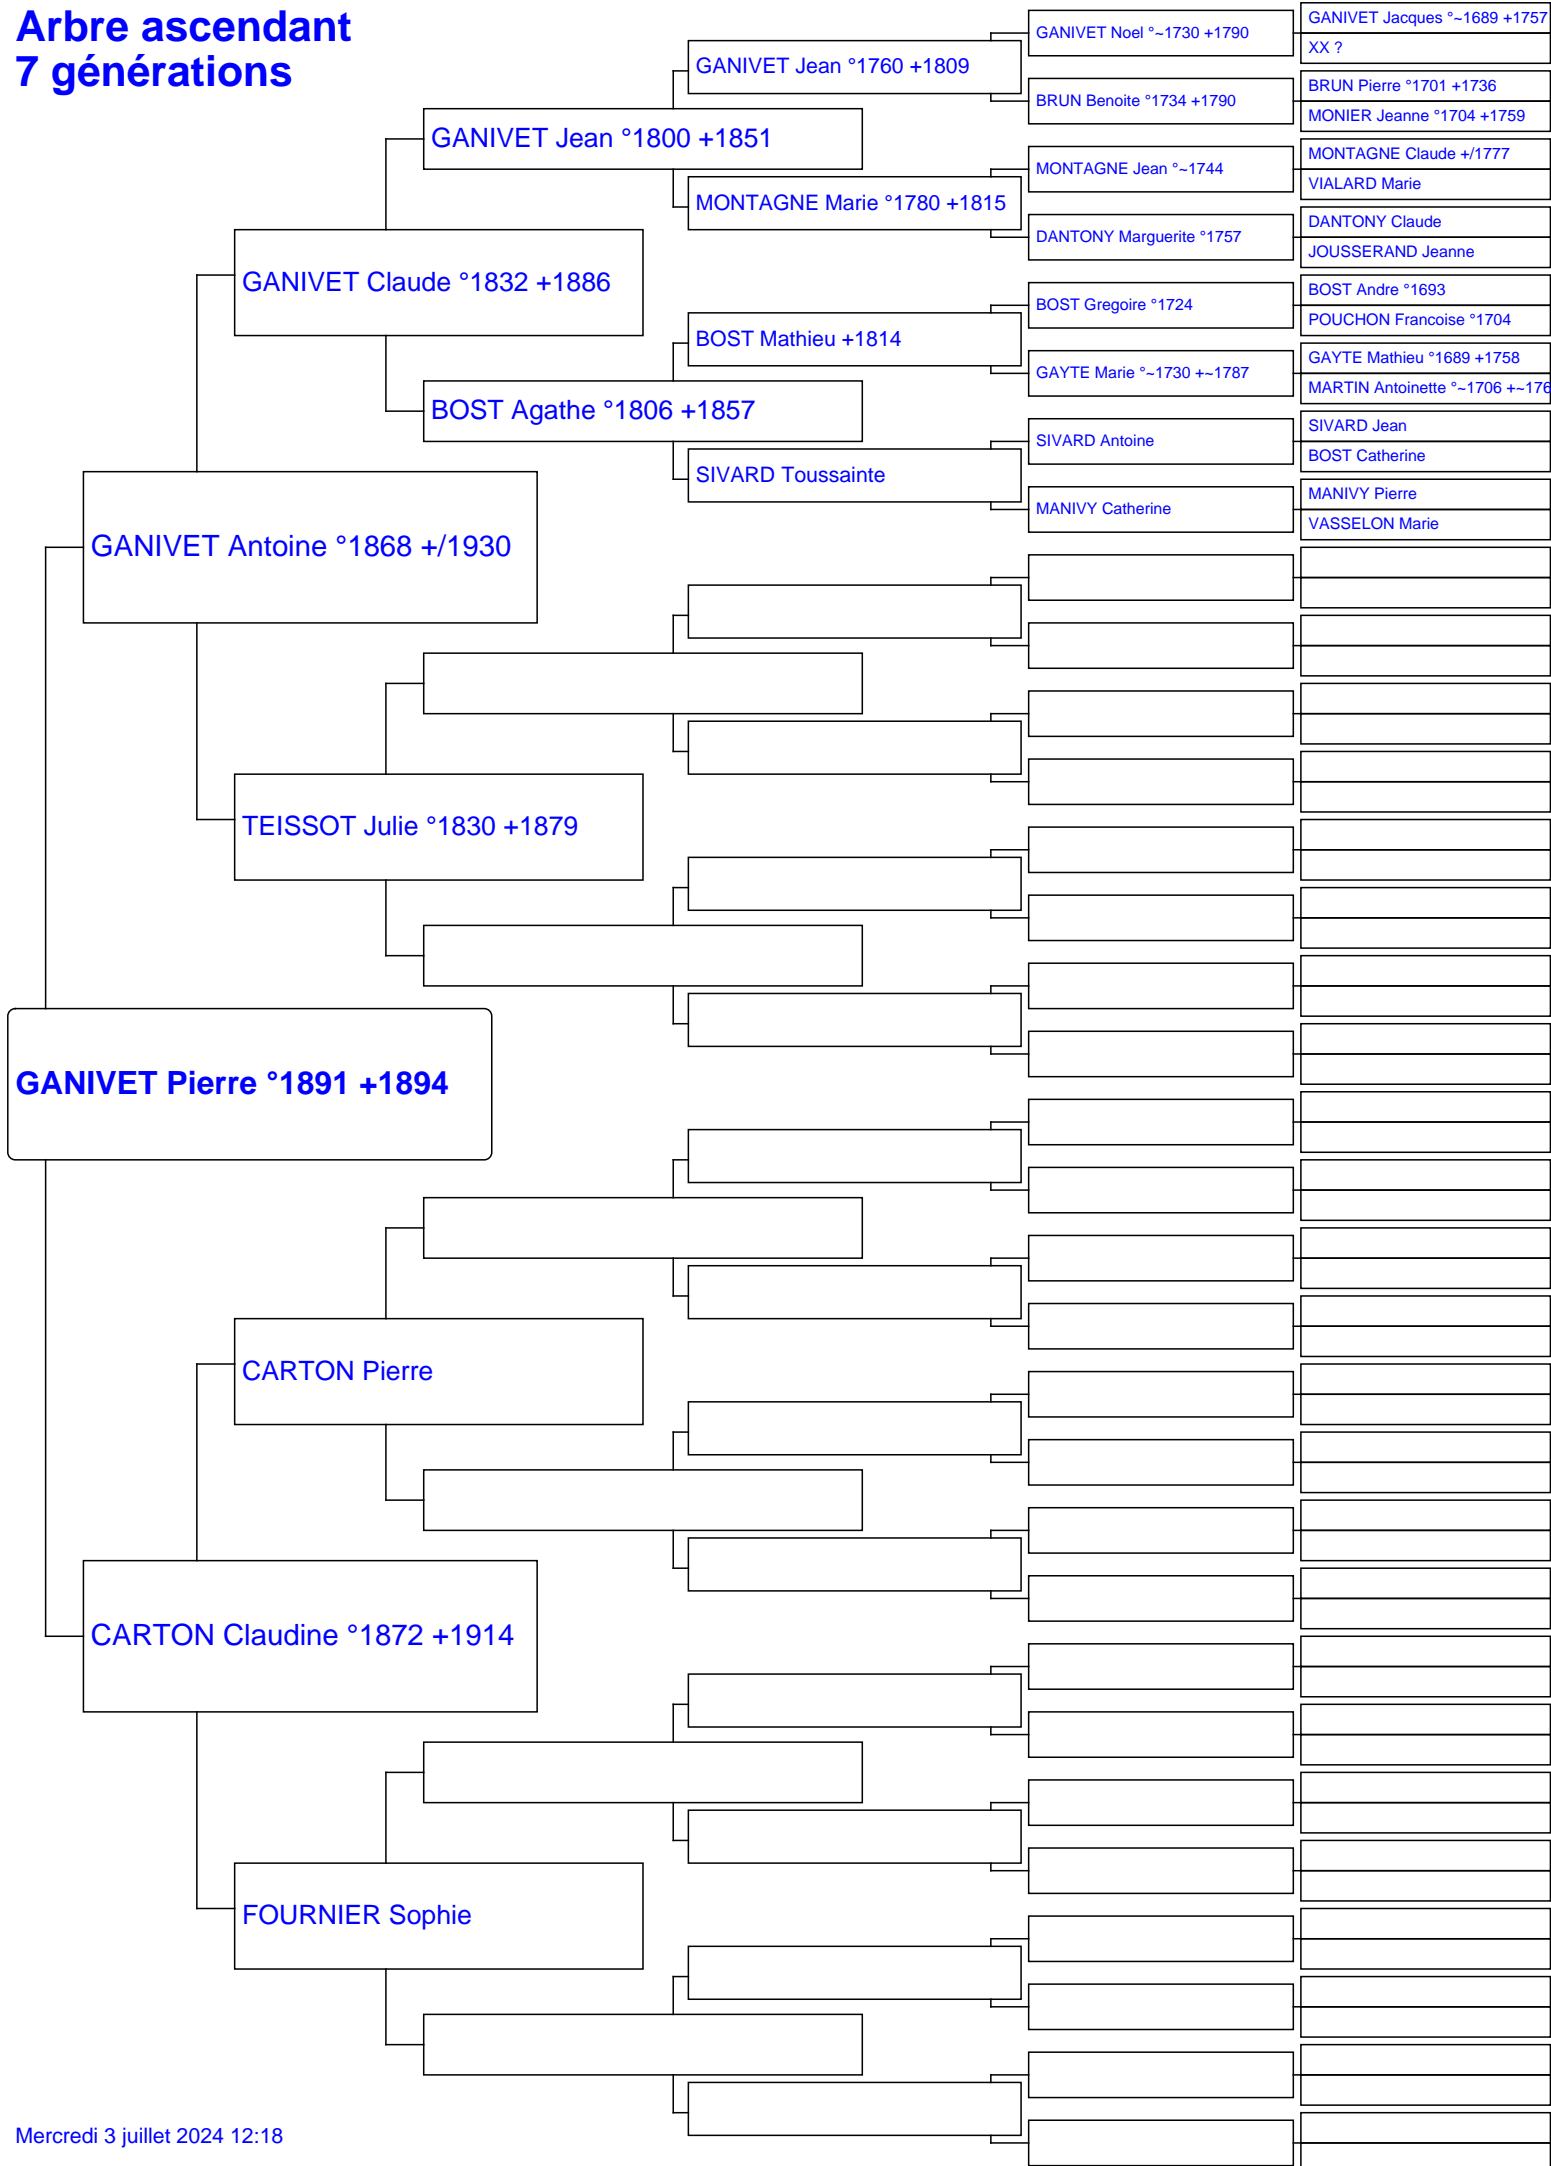 Arbre ascendant
7 générations
GANIVET Pierre °1891 +1894
GANIVET Antoine °1868 +/1930
CARTON Claudine °1872 +1914
GANIVET Claude °1832 +1886
TEISSOT Julie °1830 +1879
CARTON Pierre
FOURNIER Sophie
GANIVET Jean °1800 +1851
BOST Agathe °1806 +1857
GANIVET Jean °1760 +1809
MONTAGNE Marie °1780 +1815
BOST Mathieu +1814
SIVARD Toussainte
GANIVET Noel °~1730 +1790
BRUN Benoite °1734 +1790
MONTAGNE Jean °~1744
DANTONY Marguerite °1757
BOST Gregoire °1724
GAYTE Marie °~1730 +~1787
SIVARD Antoine
MANIVY Catherine
GANIVET Jacques °~1689 +1757
XX ?
BRUN Pierre °1701 +1736
MONIER Jeanne °1704 +1759
MONTAGNE Claude +/1777
VIALARD Marie
DANTONY Claude
JOUSSERAND Jeanne
BOST Andre °1693
POUCHON Francoise °1704
GAYTE Mathieu °1689 +1758
MARTIN Antoinette °~1706 +~176
SIVARD Jean
BOST Catherine
MANIVY Pierre
VASSELON Marie
Mercredi 3 juillet 2024 12:18